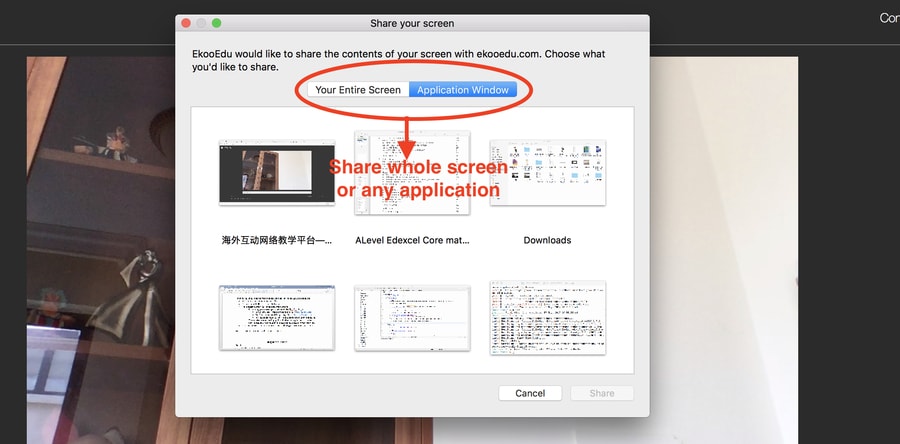 Share your screen
EkooEdu would like to share the contents of your screen with ekooedu.com. Choose what
you'd like to share.
Your Entire Screen
Application Window
Share whole screen
or any application
海外互动网络教学平台—...
ALevel Edexcel Core mat...
Downloads
Cancel
Share